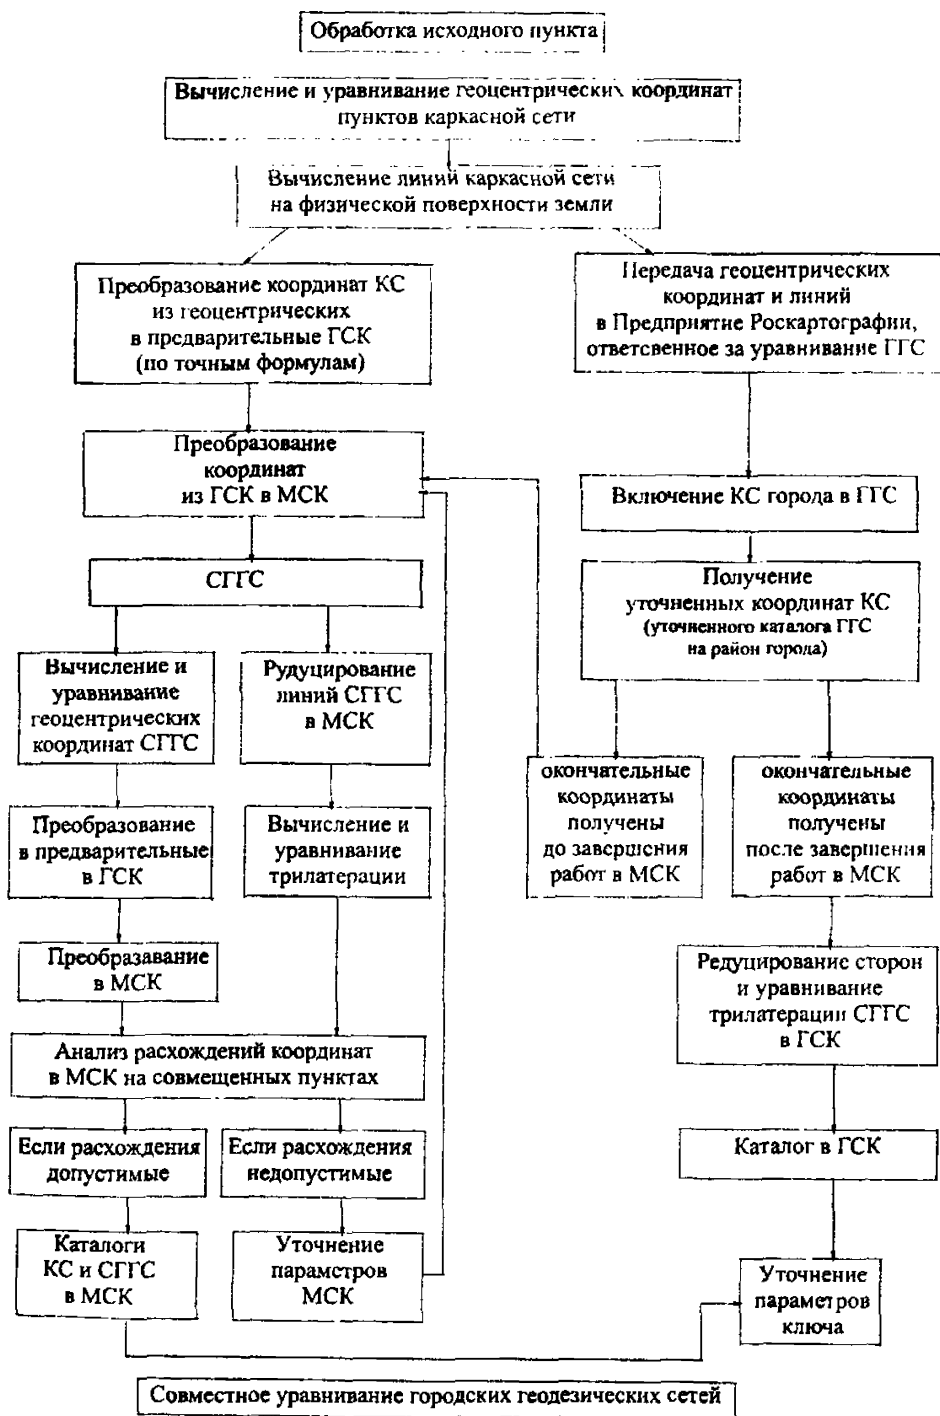 Обработка исходного пункта
Вычисление и уравнивание геоцентрических координат
пунктов каркасной сети
Вычисление линий каркасной сети
на физической поверхности земли
Преобразование координат КС
из геоцентрических
в предварительные ГСК
(по точным формулам)
Передача геоцентрических
координат и линий
в Предприятие Роскартографии,
ответсвенное за уравнивание ГГС
Преобразование
координат
из ГСК в МСК
Включение КС города в ГГС
СГГС
Получение
уточненных координат КС
(уточненного каталога ГГС
на район города)
Вычисление и
уравнивание
геоцентрических
координат СГГС
Рудуцирование
линий СГГС
в МСК
окончательные
координаты
получены
до завершения
работ в МСК
окончательные
координаты
получены
после завершения
работ в МСК
Преобразование
в предварительные
в ГСК
Вычисление и
уравнивание
трилатерации
Преобразавание
в МСК
Редуцирование сторон
и уравнивание
трилатерации СГГС
в ГСК
Анализ расхождений координат
в МСК на совмещенных пунктах
Если расхождения
допустимые
Если расхождения
недопустимые
Каталог в ГСК
Каталоги
КС и СГГС
в МСК
Уточнение
параметров
МСК
Уточнение
параметров
ключа
Совместное уравнивание городских геодезических сетей